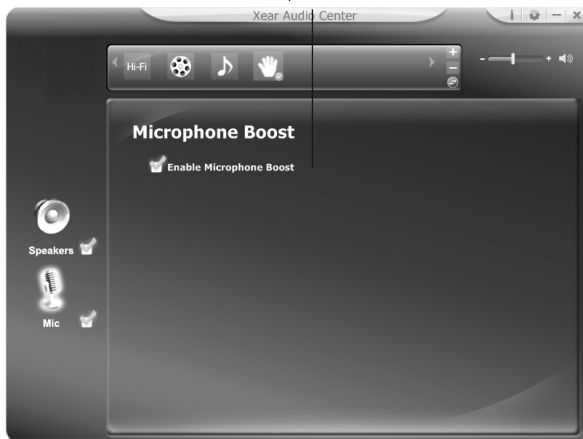 Xear Audio Center
Hi-Fi
Microphone Boost
Enable Microphone Boost
Speakers
Mic